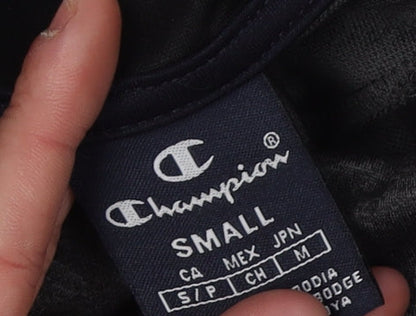 ®
Champion
SMALL
CA MEX JPN
S/P CH M